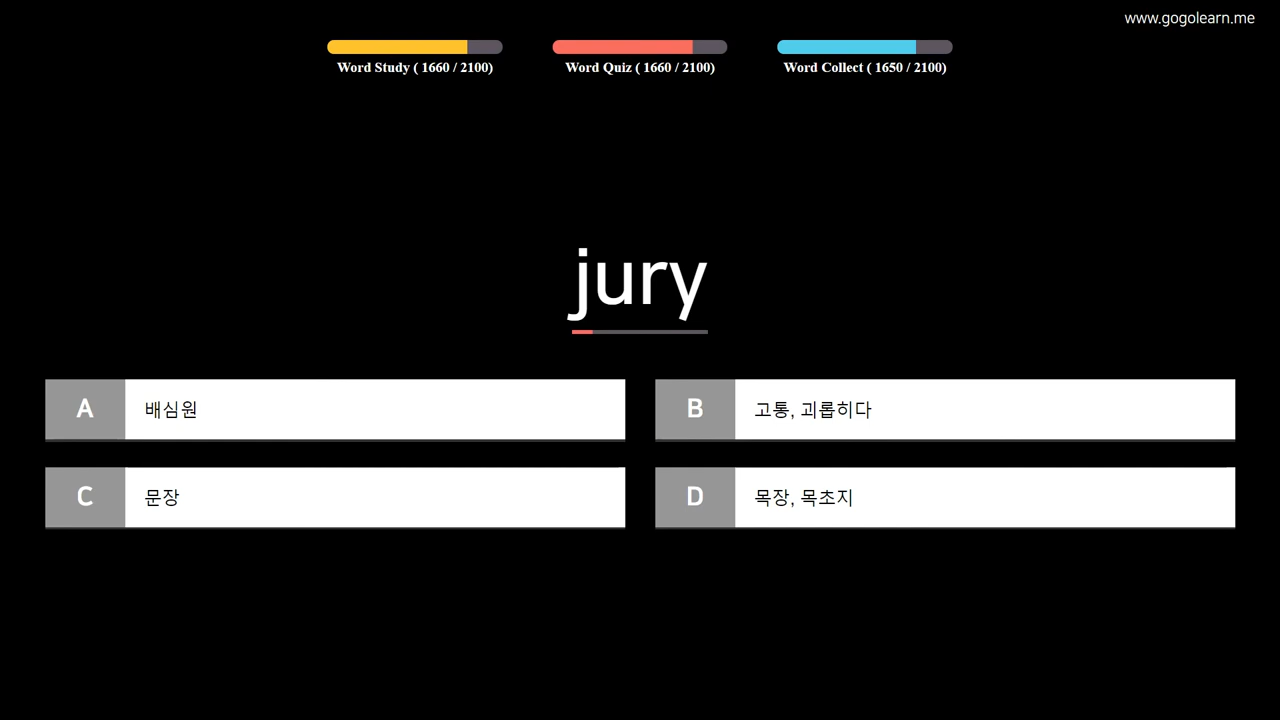 www.gogolearn.me
Word Study ( 1660 / 2100)
Word Quiz ( 1660 / 2100)
Word Collect ( 1650 / 2100)
jury
A 배심원
B 고통, 괴롭히다
C 문장
D 목장, 목초지